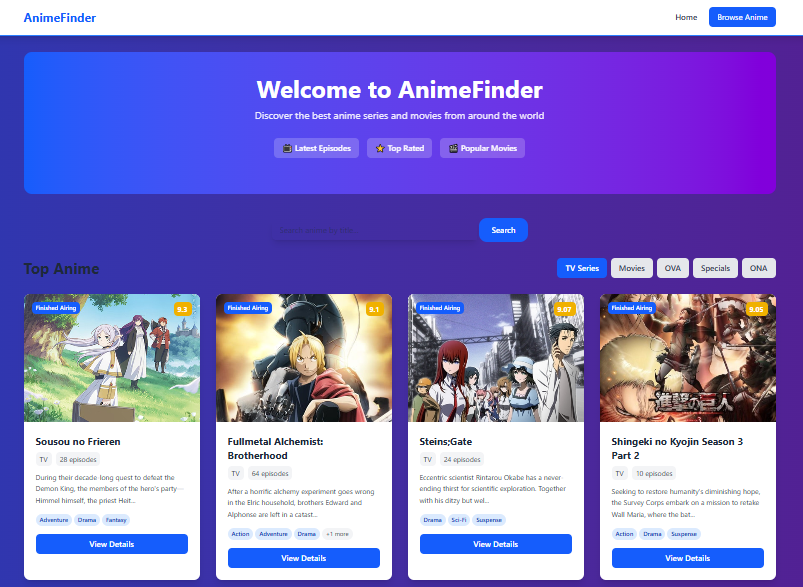 AnimeFinder
Home
Browse Anime
Welcome to AnimeFinder
Discover the best anime series and movies from around the world
Latest Episodes
Top Rated
Popular Movies
Search
Top Anime
TV Series
Movies
OVA
Specials
ONA
Finished Airing
9.3
Sousou no Frieren
TV
28 episodes
During their decade-long quest to defeat the
Demon King, the members of the hero's party—
Himmel himself, the priest Heit...
Adventure
Drama
Fantasy
View Details
Finished Airing
9.1
Fullmetal Alchemist:
Brotherhood
TV
64 episodes
After a horrific alchemy experiment goes wrong
in the Elric household, brothers Edward and
Alphonse are left in a catast...
Action
Adventure
Drama
+1 more
View Details
Finished Airing
9.07
Steins;Gate
TV
24 episodes
Eccentric scientist Rintarou Okabe has a never-
ending thirst for scientific exploration. Together
with his ditzy but wel...
Drama
Sci-Fi
Suspense
View Details
Finished Airing
9.05
進撃の巨人
Shingeki no Kyojin Season 3
Part 2
TV
10 episodes
Seeking to restore humanity's diminishing hope,
the Survey Corps embark on a mission to retake
Wall Maria, where the bat...
Action
Drama
Suspense
View Details